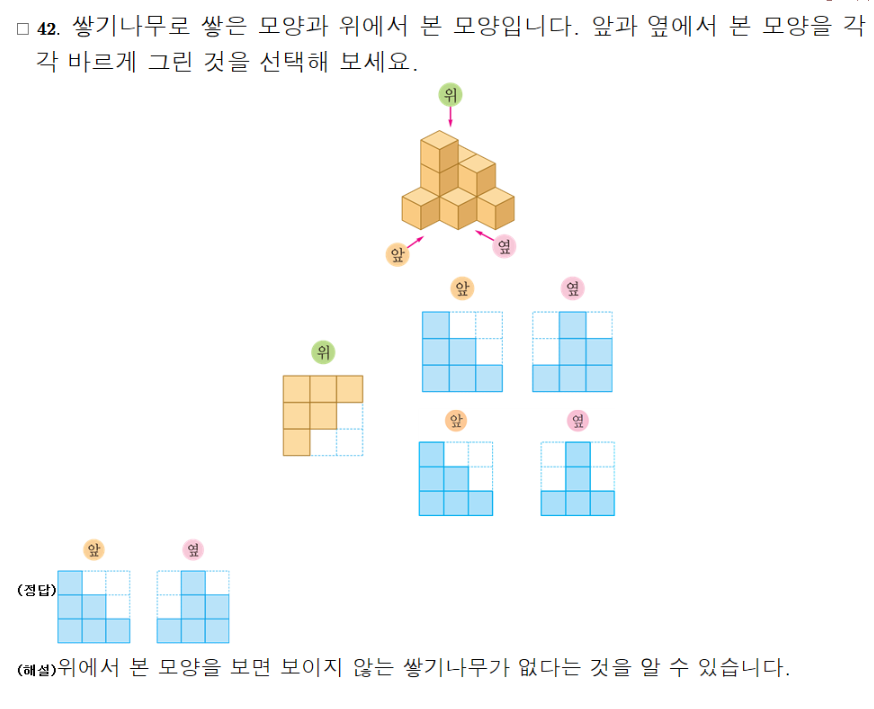 □ 42. 쌓기나무로 쌓은 모양과 위에서 본 모양입니다. 앞과 옆에서 본 모양을 각
각 바르게 그린 것을 선택해 보세요.
위
앞
옆
앞 옆
위
앞 옆
앞 옆
(정답)
(해설)위에서 본 모양을 보면 보이지 않는 쌓기나무가 없다는 것을 알 수 있습니다.